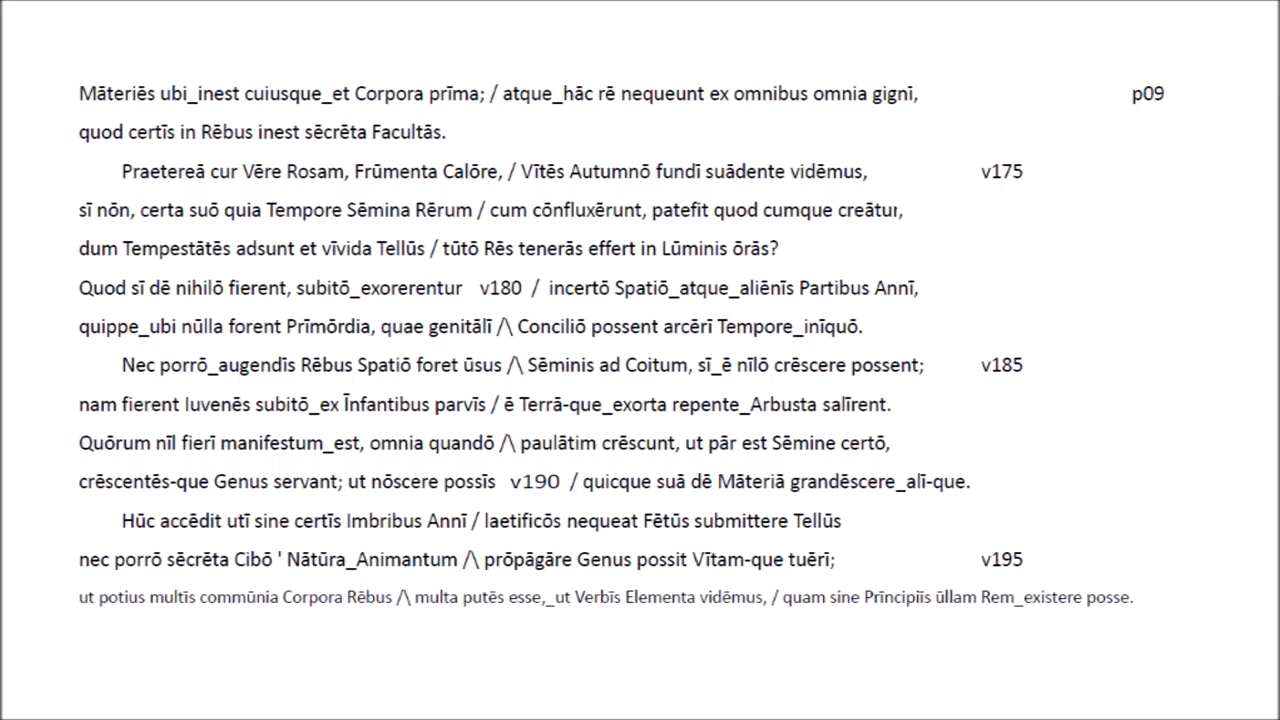 Māteriēs ubi_inest cuiusque_et Corpora prīma; / atque_hāc rē nequeunt ex omnibus omnia gignī, p09
quod certīs in Rēbus inest sēcrēta Facultās.
Praetereā cur Vēre Rosam, Frūmenta Calōre, / Vītēs Autumnō fundī suādente vidēmus, v175
sī nōn, certa suō quia Tempore Sēmina Rērum / cum cōnfluxērunt, patefit quod cumque creātur,
dum Tempestātēs adsunt et vīvida Tellūs / tūtō Rēs tenerās effert in Lūminis ōrās?
Quod sī dē nihilō fierent, subitō_exorerentur v180 / incertō Spatiō_atque_aliēnīs Partibus Annī,
quippe_ubi nūlla forent Prīmōrdia, quae genitālī /\ Conciliō possent arcērī Tempore_inīquō.
Nec porrō_augendīs Rēbus Spatiō foret ūsus /\ Sēminis ad Coitum, sī_ē nīlō crēscere possent; v185
nam fierent Iuvenēs subitō_ex Īnfantibus parvīs / ē Terrā-que_exorta repente_Arbusta salīrent.
Quōrum nīl fierī manifestum_est, omnia quandō /\ paulātim crēscunt, ut pār est Sēmine certō,
crēscentēs-que Genus servant; ut nōscere possīs v190 / quicque suā dē Māteriā grandēscere_alī-que.
Hūc accēdit utī sine certīs Imbribus Annī / laetificōs nequeat Fētūs submittere Tellūs
nec porrō sēcrēta Cibō ' Nātūra_Animantum /\ prōpāgāre Genus possit Vītam-que tuērī; v195
ut potius multīs commūnia Corpora Rēbus /\ multa putēs esse,_ut Verbīs Elementa vidēmus, / quam sine Prīncipiīs ūllam Rem_existere posse.